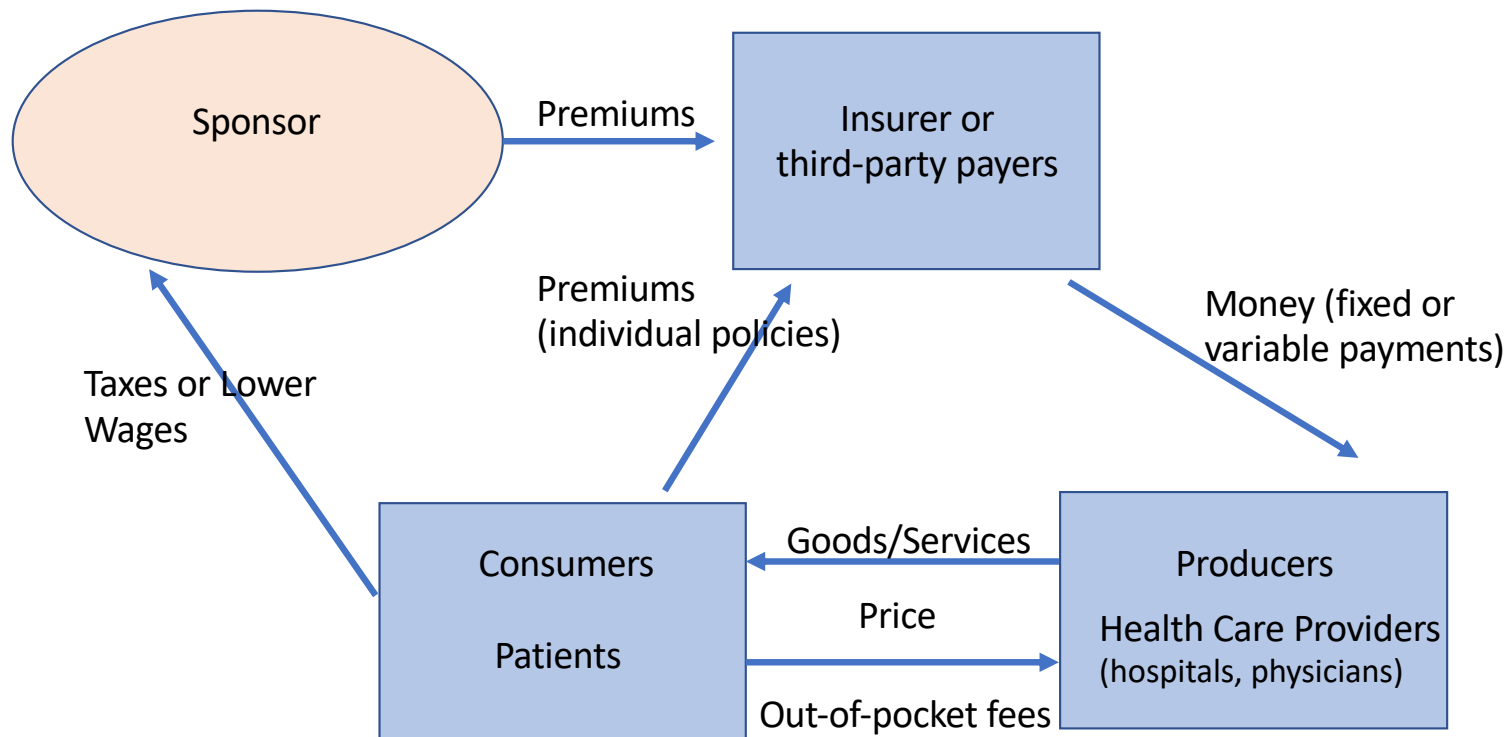 Sponsor
Premiums
Insurer or
third-party payers
Premiums
(individual policies)
Money (fixed or
variable payments)
Taxes or Lower
Wages
Consumers
Patients
Goods/Services
Price
Out-of-pocket fees
Producers
Health Care Providers
(hospitals, physicians)